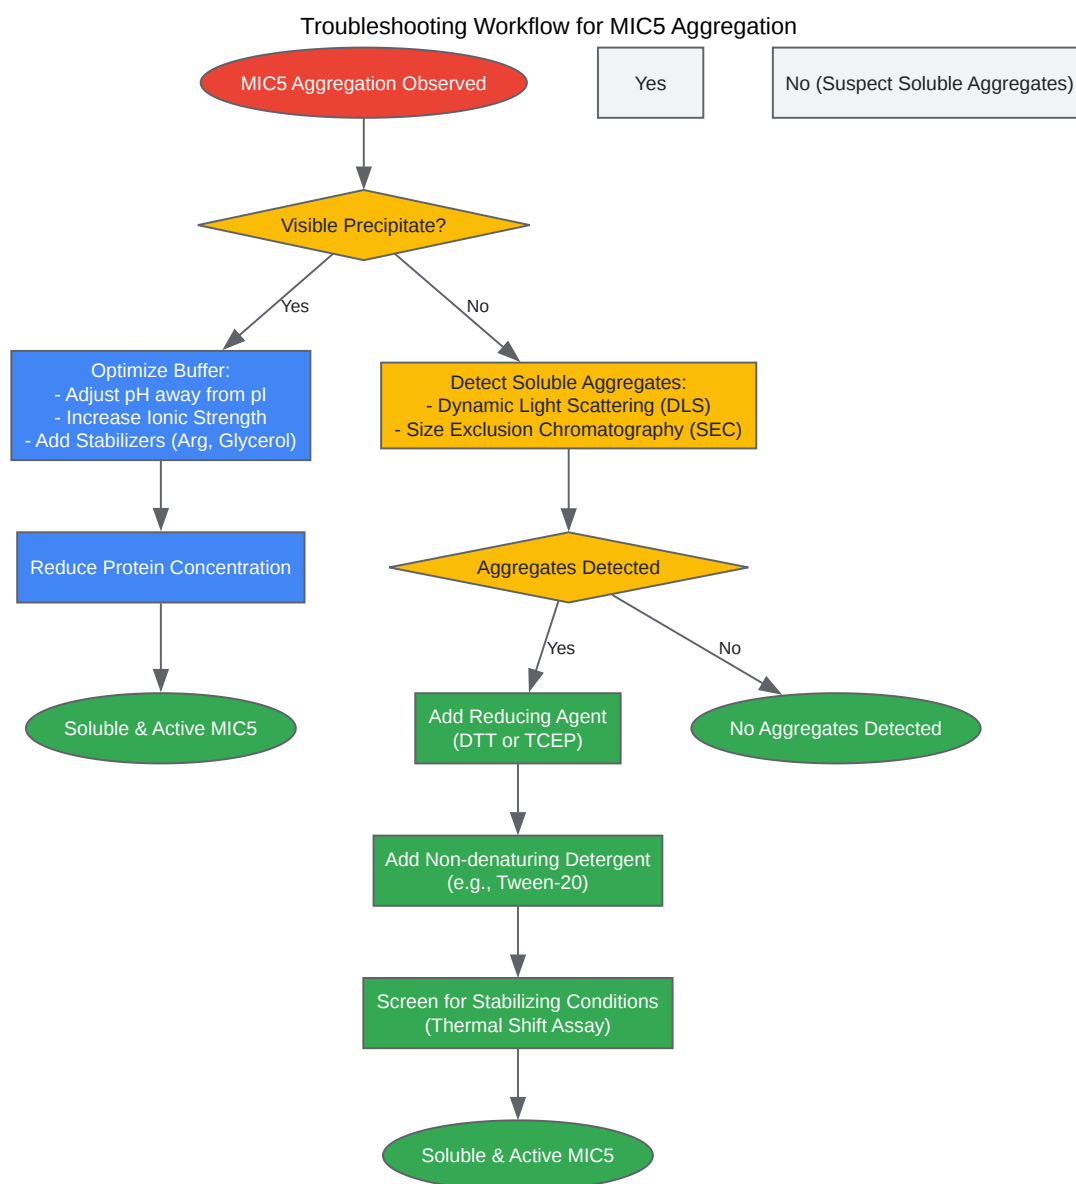 Troubleshooting Workflow for MIC5 Aggregation
MIC5 Aggregation Observed
Yes
No (Suspect Soluble Aggregates)
Visible Precipitate?
Yes
No
Optimize Buffer:
- Adjust pH away from pI
- Increase Ionic Strength
- Add Stabilizers (Arg, Glycerol)
Detect Soluble Aggregates:
- Dynamic Light Scattering (DLS)
- Size Exclusion Chromatography (SEC)
Reduce Protein Concentration
Aggregates Detected
Yes
No
Soluble & Active MIC5
Add Reducing Agent
(DTT or TCEP)
No Aggregates Detected
Add Non-denaturing Detergent
(e.g., Tween-20)
Screen for Stabilizing Conditions
(Thermal Shift Assay)
Soluble & Active MIC5